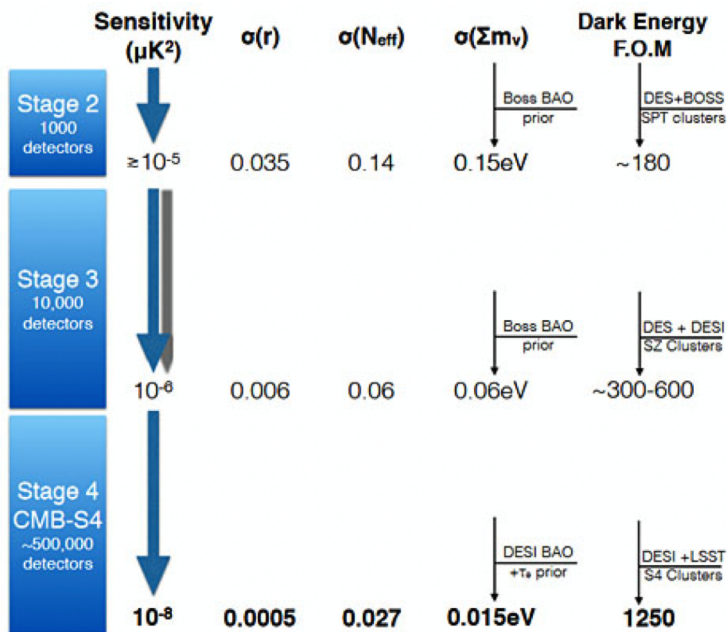 Sensitivity
(μK²)
σ(r)
σ(Neff)
σ(Σmν)
Dark Energy
F.O.M
Stage 2
1000
detectors
Boss BAO
prior
DES+BOSS
SPT clusters
≥10-5
0.035
0.14
0.15eV
~180
Stage 3
10,000
detectors
Boss BAO
prior
DES + DESI
SZ Clusters
10-6
0.006
0.06
0.06eV
~300-600
Stage 4
CMB-S4
~500,000
detectors
DESI BAO
+τe prior
DESI +LSST
S4 Clusters
10-8
0.0005
0.027
0.015eV
1250